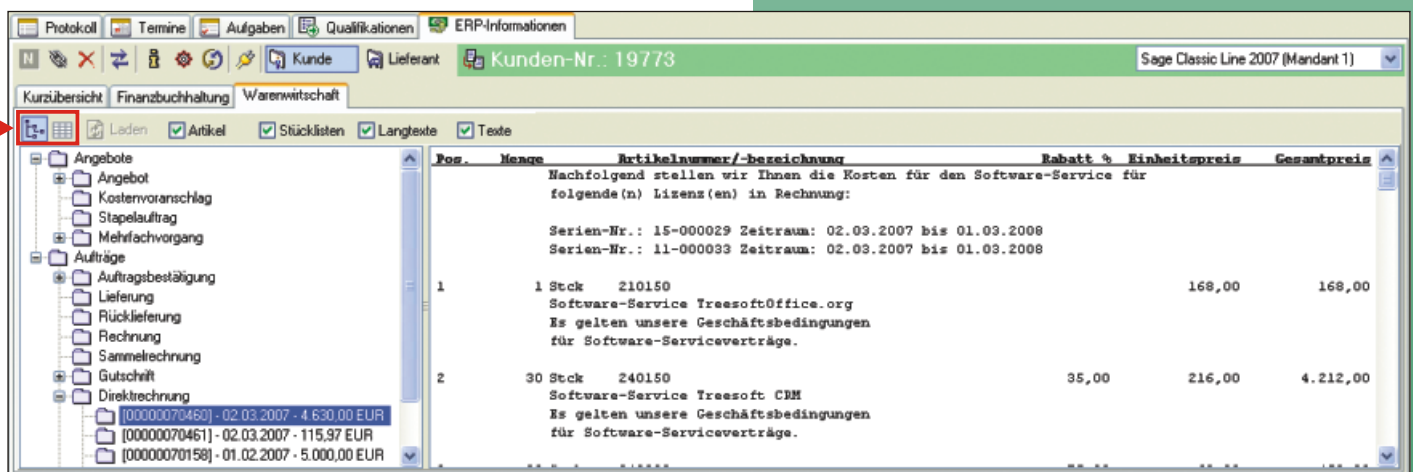 Protokoll Termine Aufgaben Qualifikationen ERP-Informationen
N Kunde Lieferant Kunden-Nr.: 19773 Sage Classic Line 2007 (Mandant 1)
Kurzübersicht Finanzbuchhaltung Warenwirtschaft
Laden Artikel Stücklisten Langtexte Texte
Angebote
Angebot
Kostenvoranschlag
Stapelauftrag
Mehrfachvorgang
Aufträge
Auftragsbestätigung
Lieferung
Rücklieferung
Rechnung
Sammelrechnung
Gutschrift
Direktrechnung
[00000070460] - 02.03.2007 - 4.630,00 EUR
[00000070461] - 02.03.2007 - 115,97 EUR
[00000070158] - 01.02.2007 - 5.000,00 EUR
Pos. Menge Artikelnummer/-bezeichnung Rabatt % Einheitspreis Gesamtpreis
Nachfolgend stellen wir Ihnen die Kosten für den Software-Service für
folgende(n) Lizenz(en) in Rechnung:
Serien-Nr.: 15-000029 Zeitraum: 02.03.2007 bis 01.03.2008
Serien-Nr.: 11-000033 Zeitraum: 02.03.2007 bis 01.03.2008
1 1 Stck 210150 168,00 168,00
Software-Service TreesoftOffice.org
Es gelten unsere Geschäftsbedingungen
für Software-Serviceverträge.
2 30 Stck 240150 35,00 216,00 4.212,00
Software-Service Treesoft CRM
Es gelten unsere Geschäftsbedingungen
für Software-Serviceverträge.